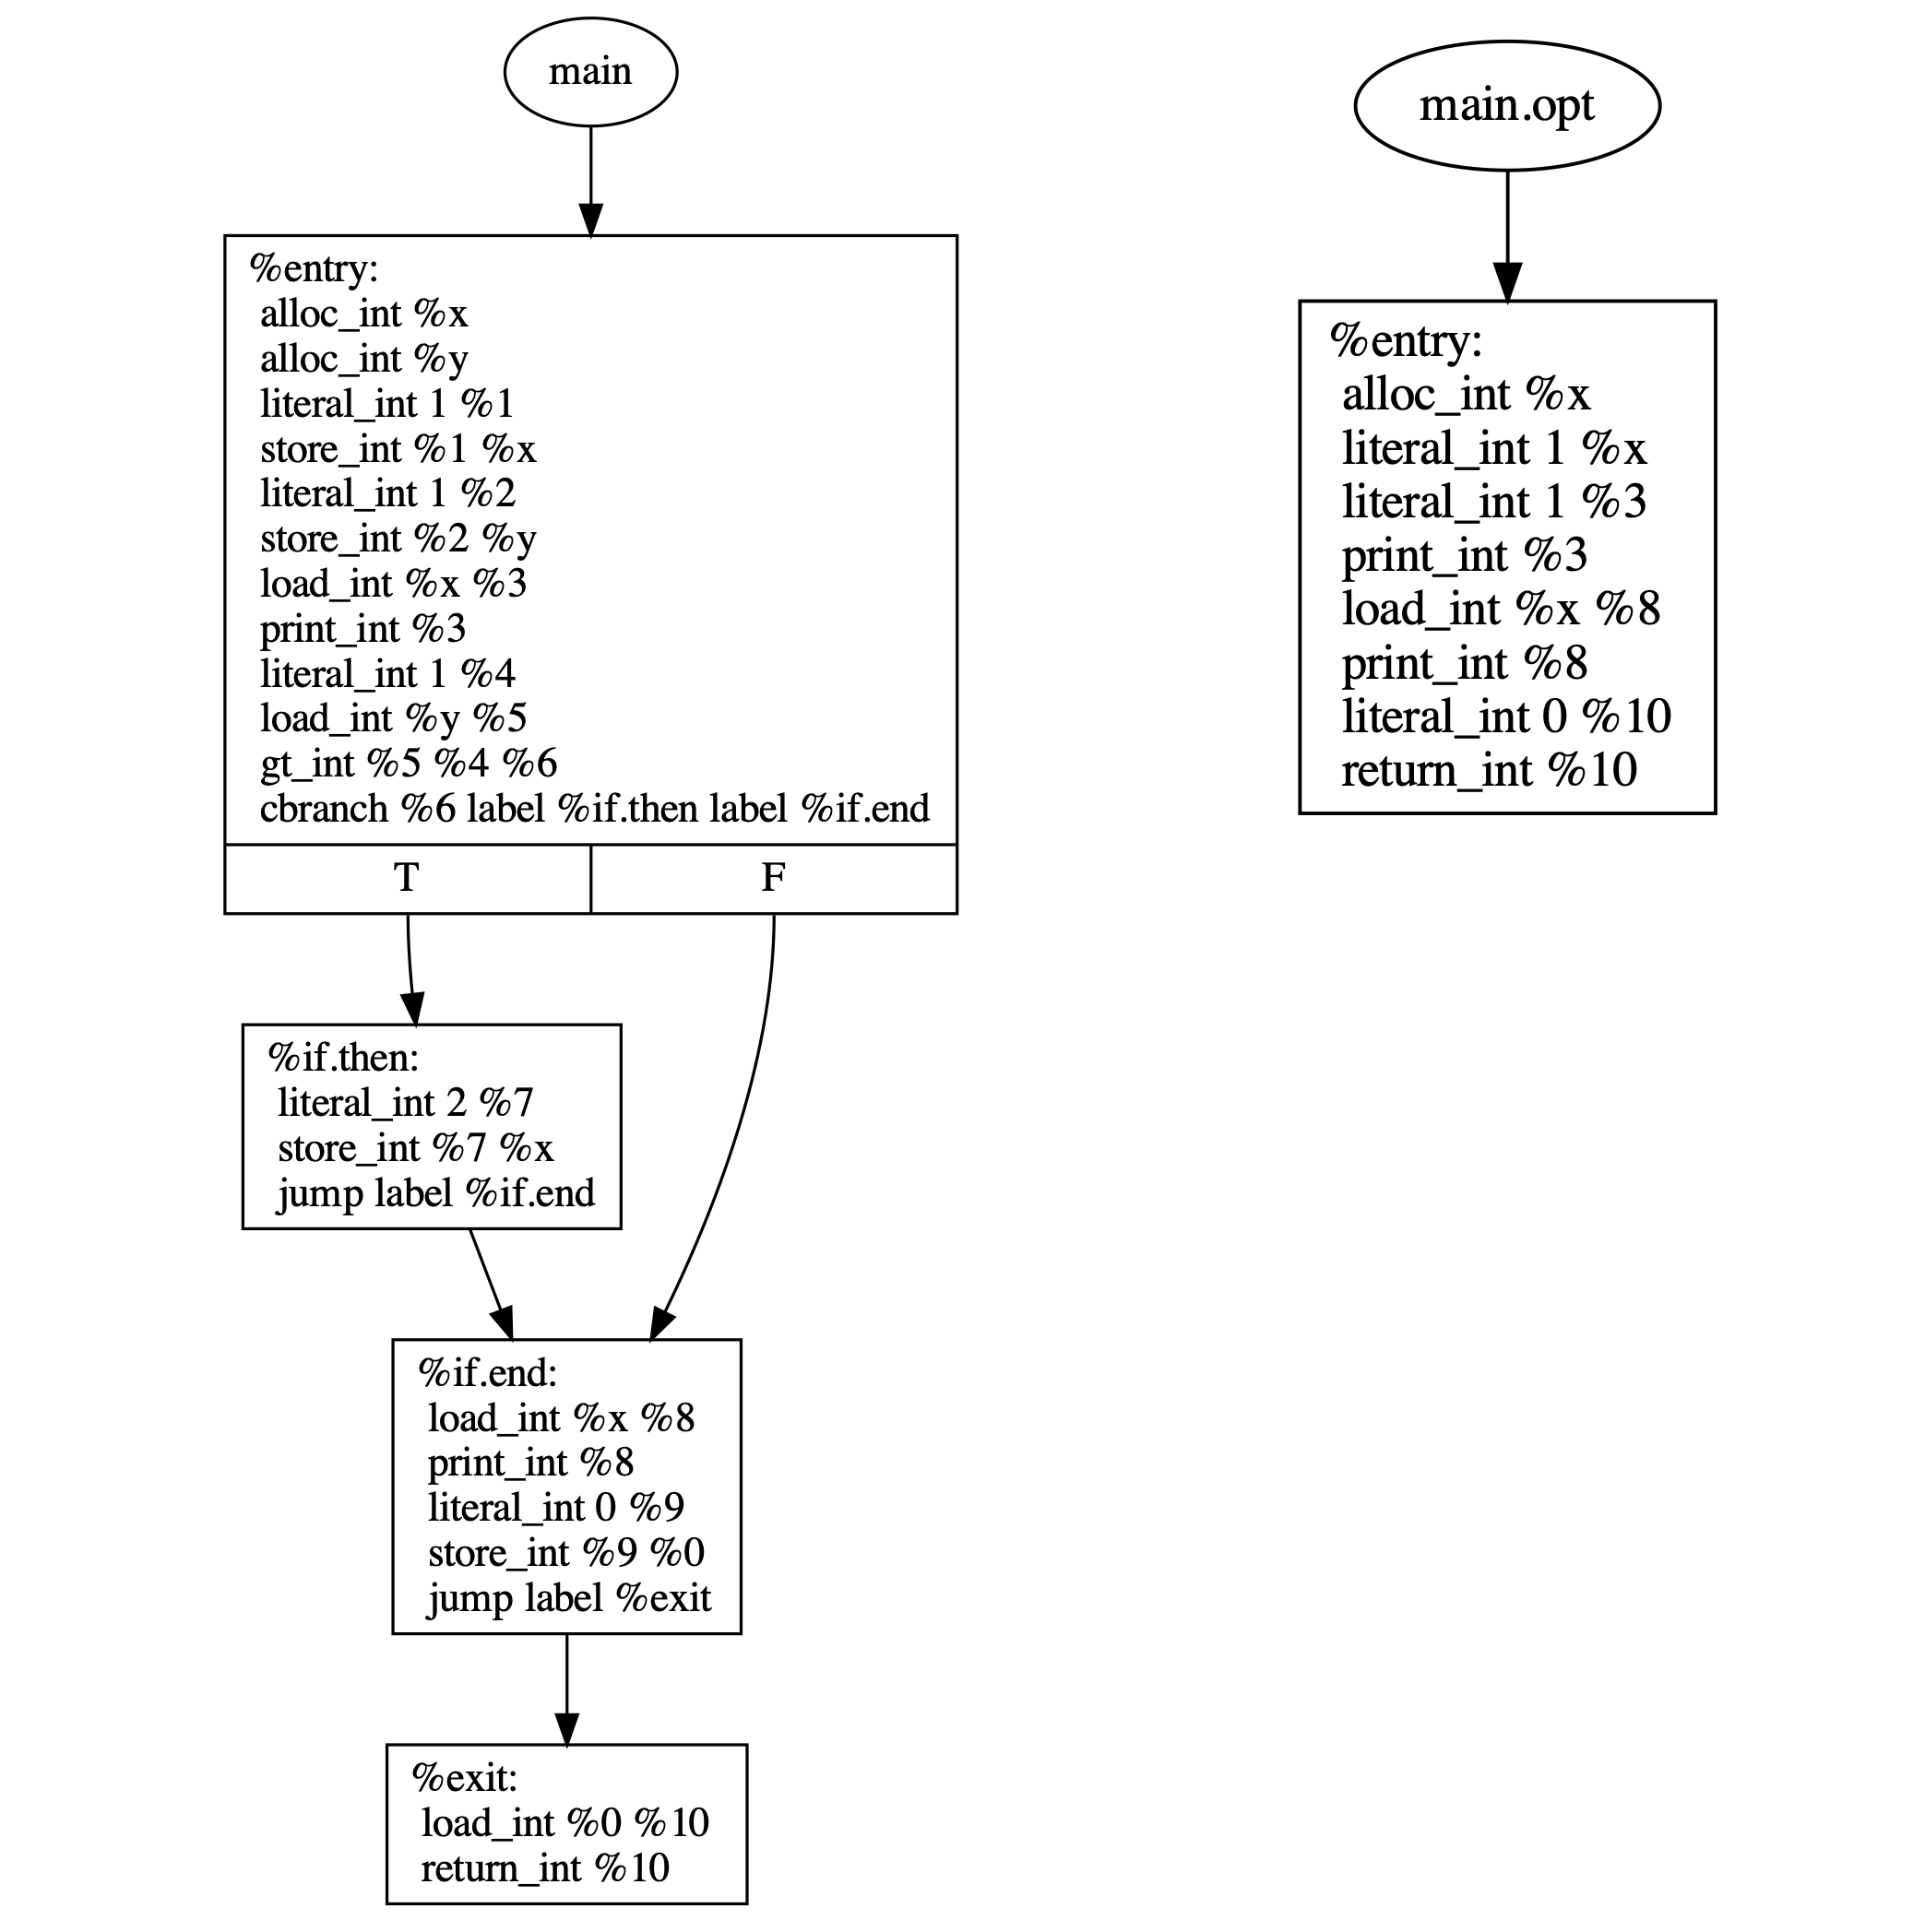 main
%entry:
alloc_int %x
alloc_int %y
literal_int 1 %1
store_int %1 %x
literal_int 1 %2
store_int %2 %y
load_int %x %3
print_int %3
literal_int 1 %4
load_int %y %5
gt_int %5 %4 %6
cbranch %6 label %if.then label %if.end
T
F
%if.then:
literal_int 2 %7
store_int %7 %x
jump label %if.end
%if.end:
load_int %x %8
print_int %8
literal_int 0 %9
store_int %9 %0
jump label %exit
%exit:
load_int %0 %10
return_int %10
main.opt
%entry:
alloc_int %x
literal_int 1 %x
literal_int 1 %3
print_int %3
load_int %x %8
print_int %8
literal_int 0 %10
return_int %10